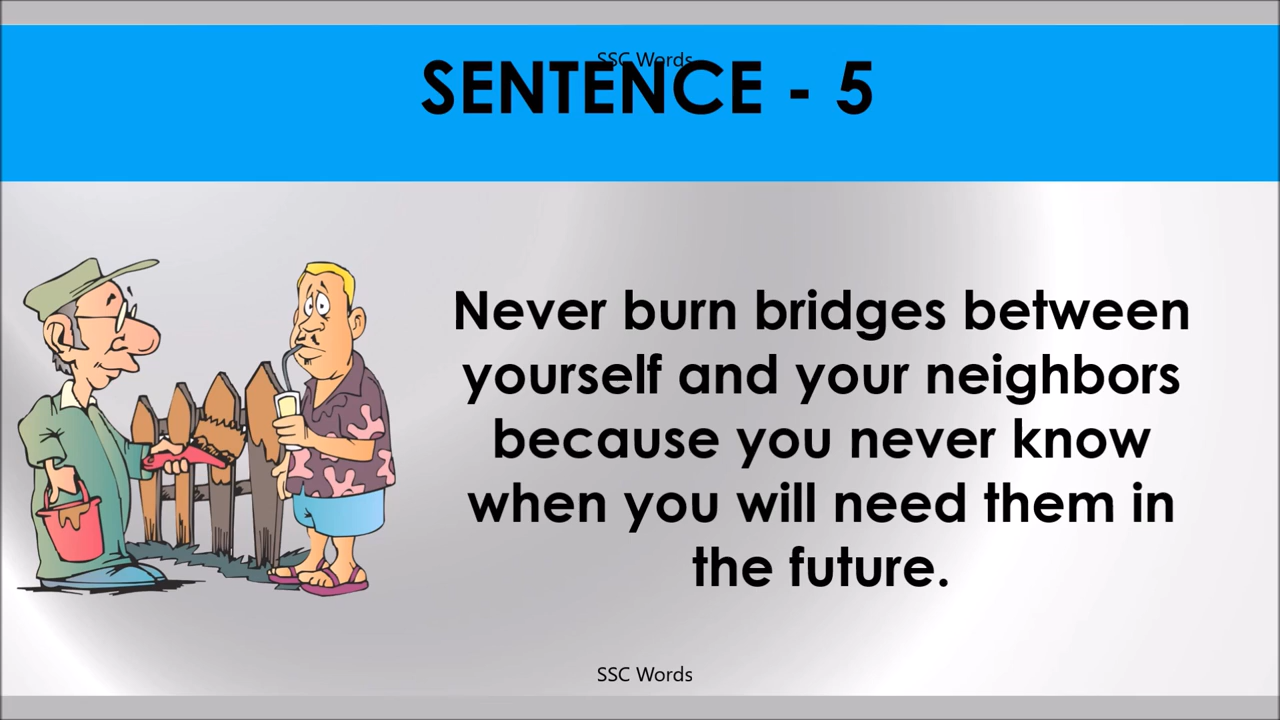 SSC Words
SENTENCE - 5
Never burn bridges between
yourself and your neighbors
because you never know
when you will need them in
the future.
SSC Words